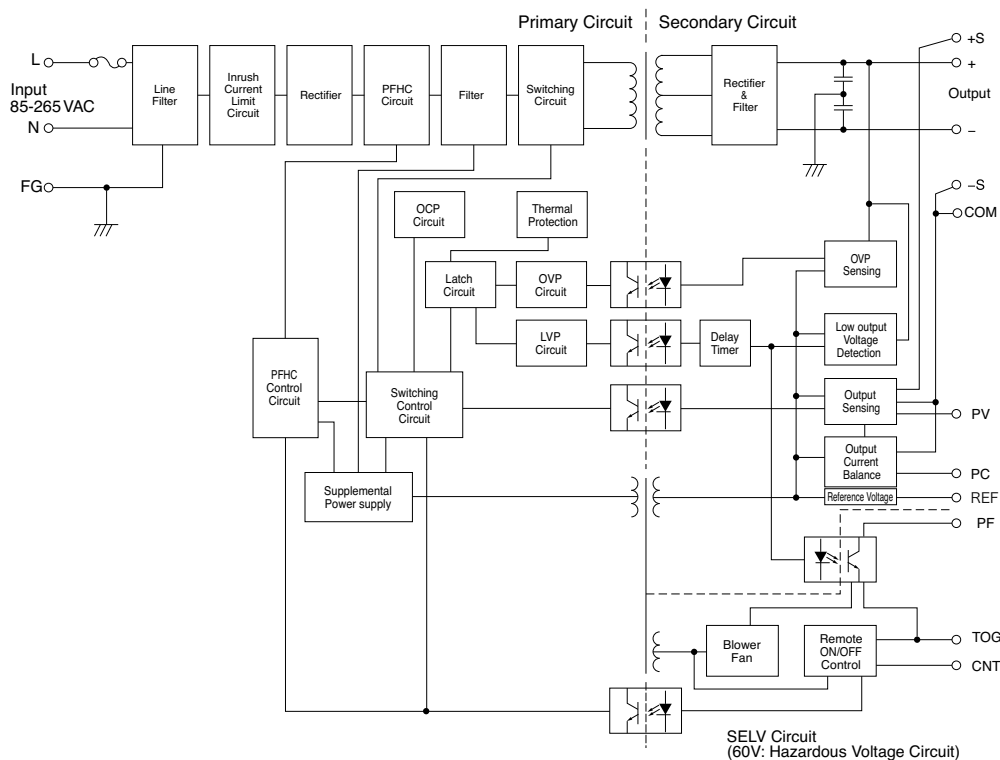 Primary Circuit
Secondary Circuit
+S
L
+
Input
85-265 VAC
Line
Filter
Inrush
Current
Limit
Circuit
Rectifier
PFHC
Circuit
Filter
Switching
Circuit
Rectifier
&
Filter
Output
N
−
FG
−S
COM
OCP
Circuit
Thermal
Protection
Latch
Circuit
OVP
Circuit
OVP
Sensing
LVP
Circuit
Delay
Timer
Low output
Voltage
Detection
PFHC
Control
Circuit
Switching
Control
Circuit
Output
Sensing
PV
Output
Current
Balance
PC
Supplemental
Power supply
Reference Voltage
REF
PF
Blower
Fan
Remote
ON/OFF
Control
TOG
CNT
SELV Circuit
(60V: Hazardous Voltage Circuit)